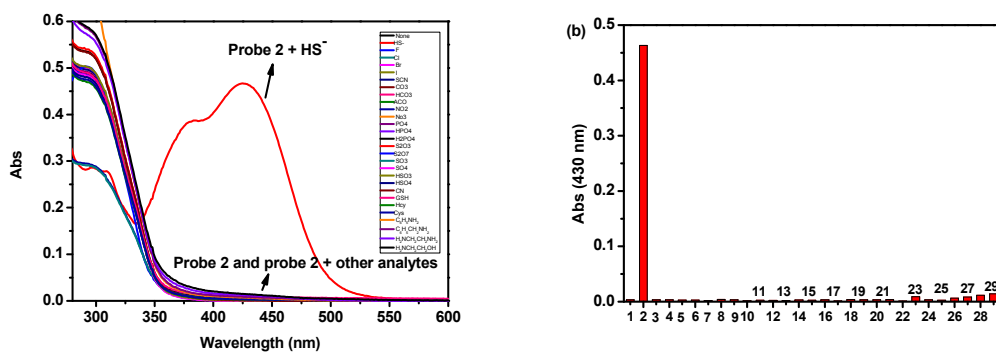 0.6
0.5
0.4
0.3
0.2
0.1
0.0
Abs
300 350 400 450 500 550 600
Wavelength (nm)
Probe 2 + HS⁻
Probe 2 and probe 2 + other analytes
None
HS-
F
Cl
Br
I
SCN
CO3
HCO3
ACO
NO2
No3
PO4
HPO4
H2PO4
S2O3
S2O7
SO3
SO4
HSO3
HSO4
CN
GSH
Hcy
Cys
C₆H₅NH₂
C₆H₅CH₂NH₂
H₂NCH₂CH₂NH₂
H₂NCH₂CH₂OH
(b)
0.5
0.4
0.3
0.2
0.1
0.0
Abs (430 nm)
11 13 15 17 19 21 23 25 27 29
1 2 3 4 5 6 7 8 9 10 12 14 16 18 20 22 24 26 28